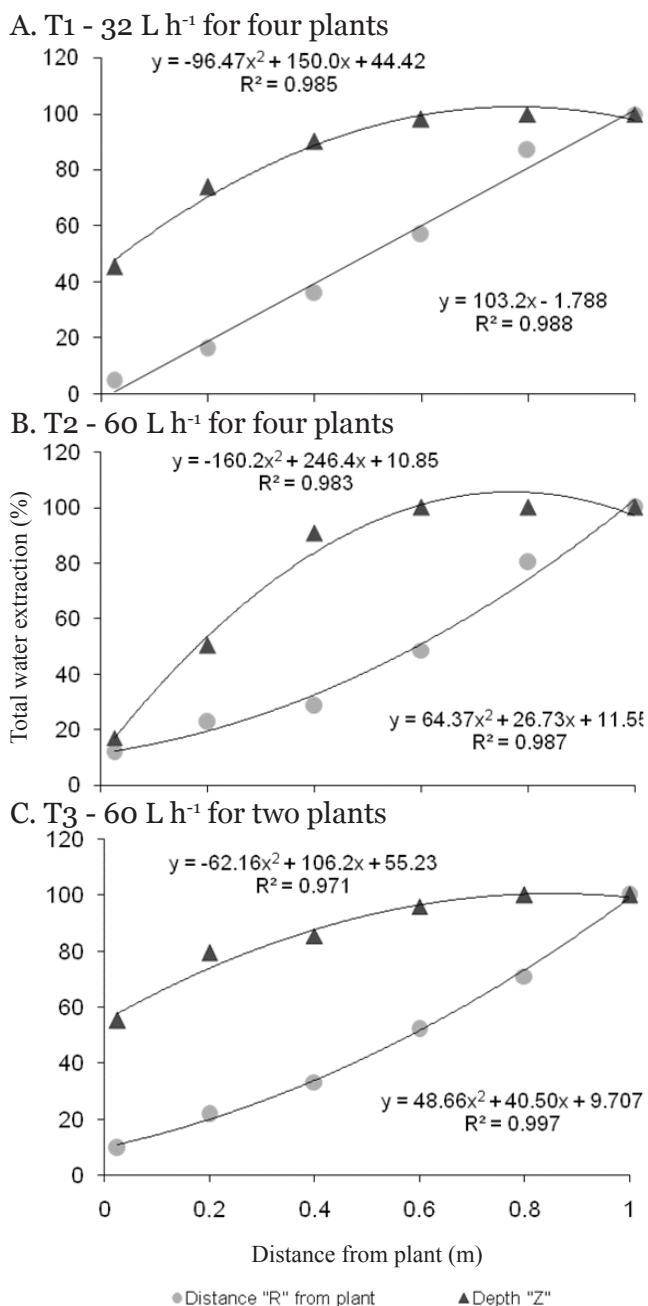 A. T1 - 32 L h⁻¹ for four plants
120
y = -96.47x² + 150.0x + 44.42
R² = 0.985
100
80
60
40
y = 103.2x - 1.788
R² = 0.988
20
0
B. T2 - 60 L h⁻¹ for four plants
120
y = -160.2x² + 246.4x + 10.85
R² = 0.983
100
80
60
40
y = 64.37x² + 26.73x + 11.55
R² = 0.987
20
0
Total water extraction (%)
C. T3 - 60 L h⁻¹ for two plants
120
y = -62.16x² + 106.2x + 55.23
R² = 0.971
100
80
60
40
y = 48.66x² + 40.50x + 9.707
R² = 0.997
20
0
0 0.2 0.4 0.6 0.8 1
Distance from plant (m)
Distance "R" from plant Depth "Z"